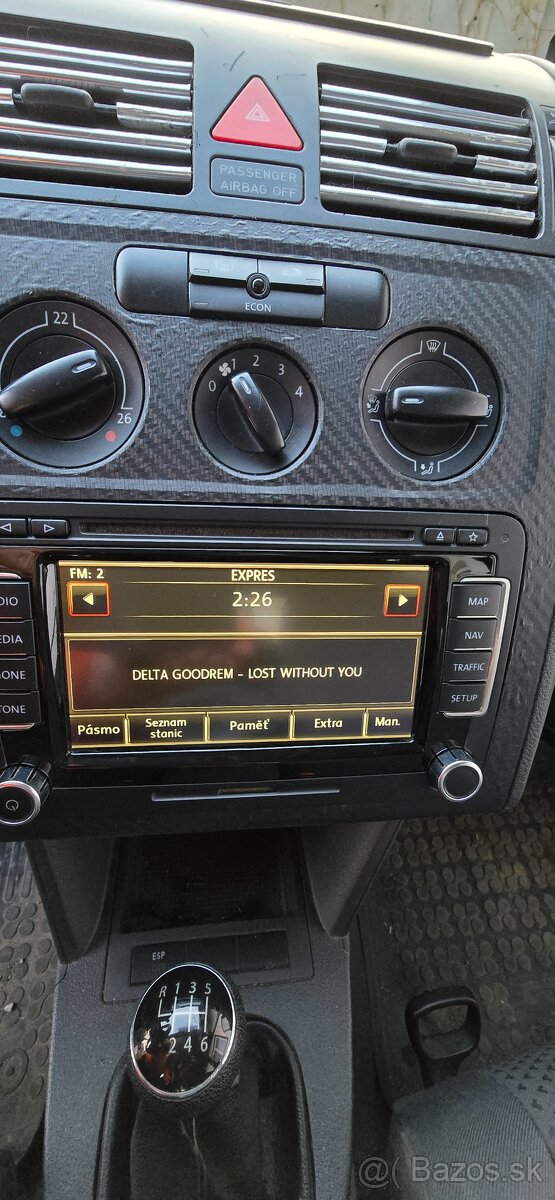 PASSENGER
AIRBAG OFF
ECON
22
26
0 1 2 3 4
MAP
NAV
TRAFFIC
SETUP
FM: 2 EXPRES
2:26
DELTA GOODREM - LOST WITHOUT YOU
Pásmo Seznam stanic Paměť Extra Man.
ESP
R 1 3 5
2 4 6
@ Bazos.sk